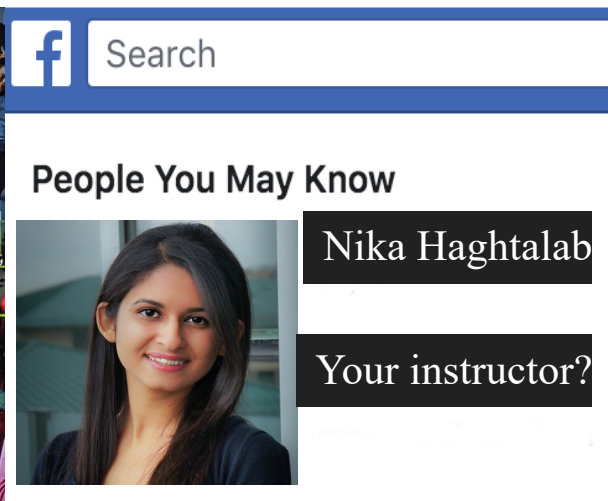 f
Search
People You May Know
Nika Haghtalab
Your instructor?